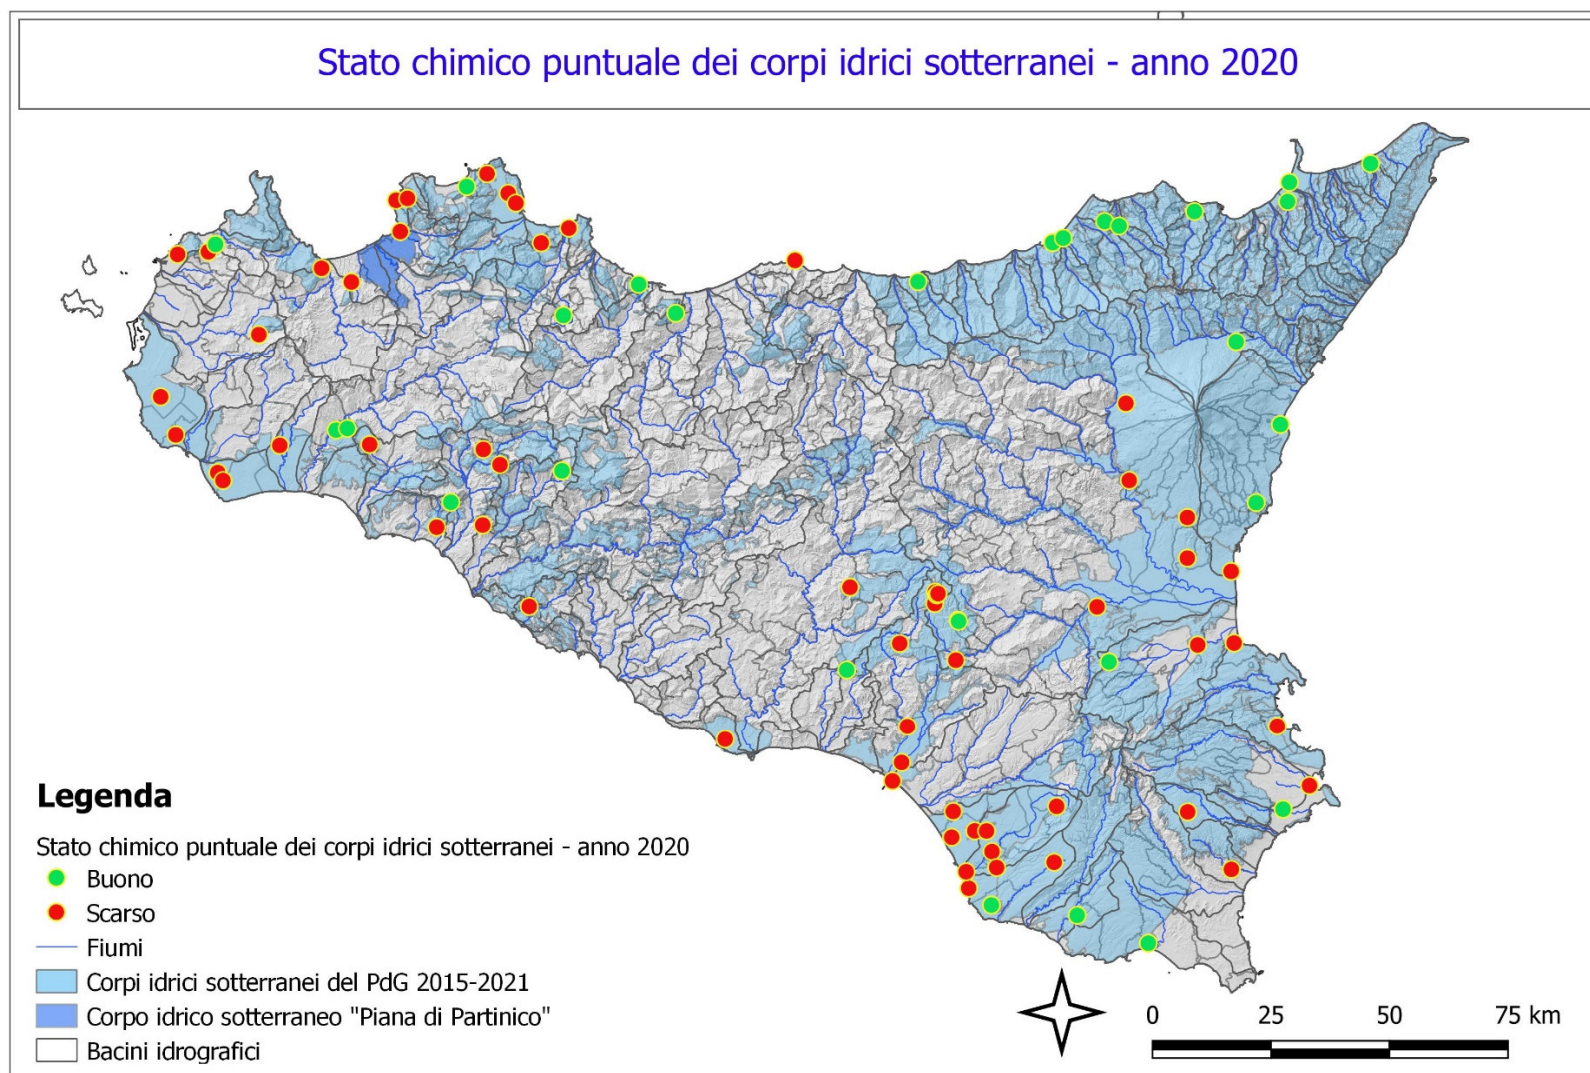 Stato chimico puntuale dei corpi idrici sotterranei - anno 2020
Legenda
Stato chimico puntuale dei corpi idrici sotterranei - anno 2020
Buono
Scarso
Fiumi
Corpi idrici sotterranei del PdG 2015-2021
Corpo idrico sotterraneo "Piana di Partinico"
Bacini idrografici
0 25 50 75 km